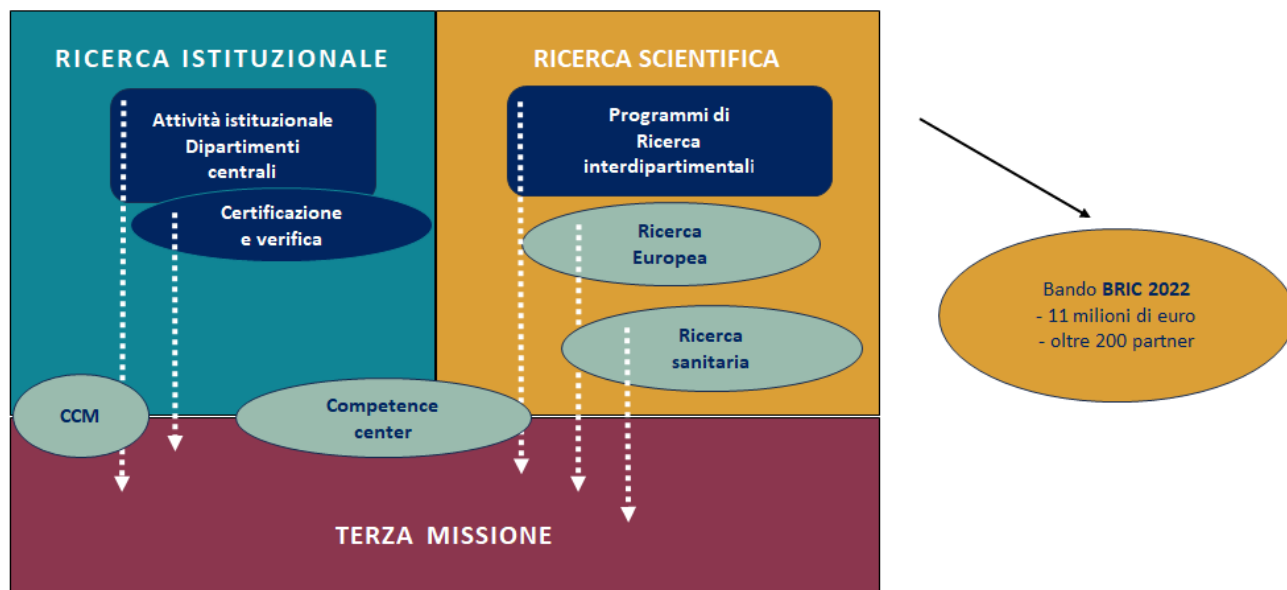 RICERCA ISTITUZIONALE
Attività istituzionale
Dipartimenti
centrali
Certificazione
e verifica
RICERCA SCIENTIFICA
Programmi di
Ricerca
interdipartimentali
Ricerca
Europea
Ricerca
sanitaria
CCM
Competence
center
TERZA MISSIONE
Bando BRIC 2022
- 11 milioni di euro
- oltre 200 partner